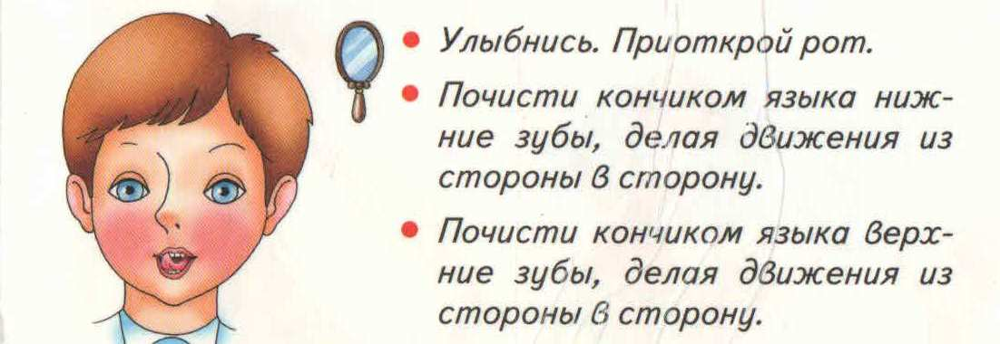 • Улыбнись. Приоткрой рот.
• Почисти кончиком языка ниж-
ние зубы, делая движения из
стороны в сторону.
• Почисти кончиком языка верх-
ние зубы, делая движения из
стороны в сторону.